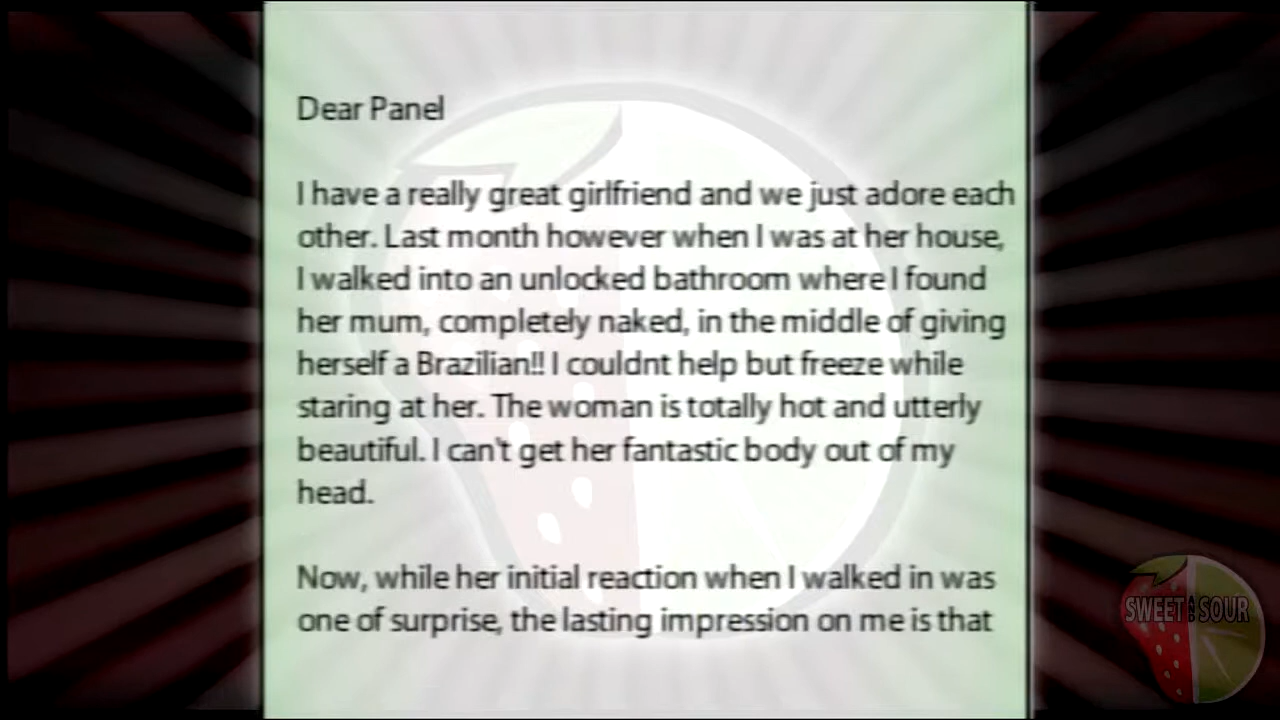 Dear Panel
I have a really great girlfriend and we just adore each
other. Last month however when I was at her house,
I walked into an unlocked bathroom where I found
her mum, completely naked, in the middle of giving
herself a Brazilian!! I couldnt help but freeze while
staring at her. The woman is totally hot and utterly
beautiful. I can't get her fantastic body out of my
head.
Now, while her initial reaction when I walked in was
one of surprise, the lasting impression on me is that
SWEET AND SOUR